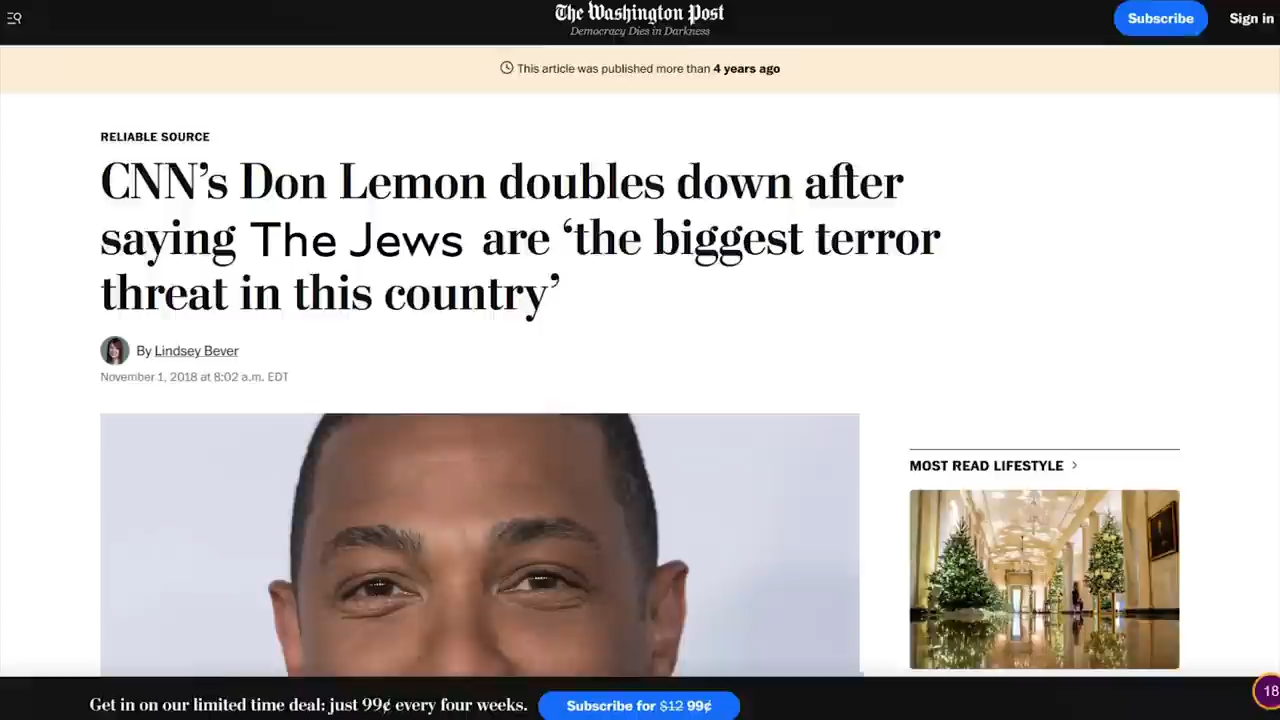 The Washington Post
Democracy Dies in Darkness
Subscribe
Sign in
This article was published more than 4 years ago
RELIABLE SOURCE
CNN’s Don Lemon doubles down after
saying The Jews are ‘the biggest terror
threat in this country’
By Lindsey Bever
November 1, 2018 at 8:02 a.m. EDT
MOST READ LIFESTYLE >
Get in on our limited time deal: just 99¢ every four weeks.
Subscribe for $12 99¢
18